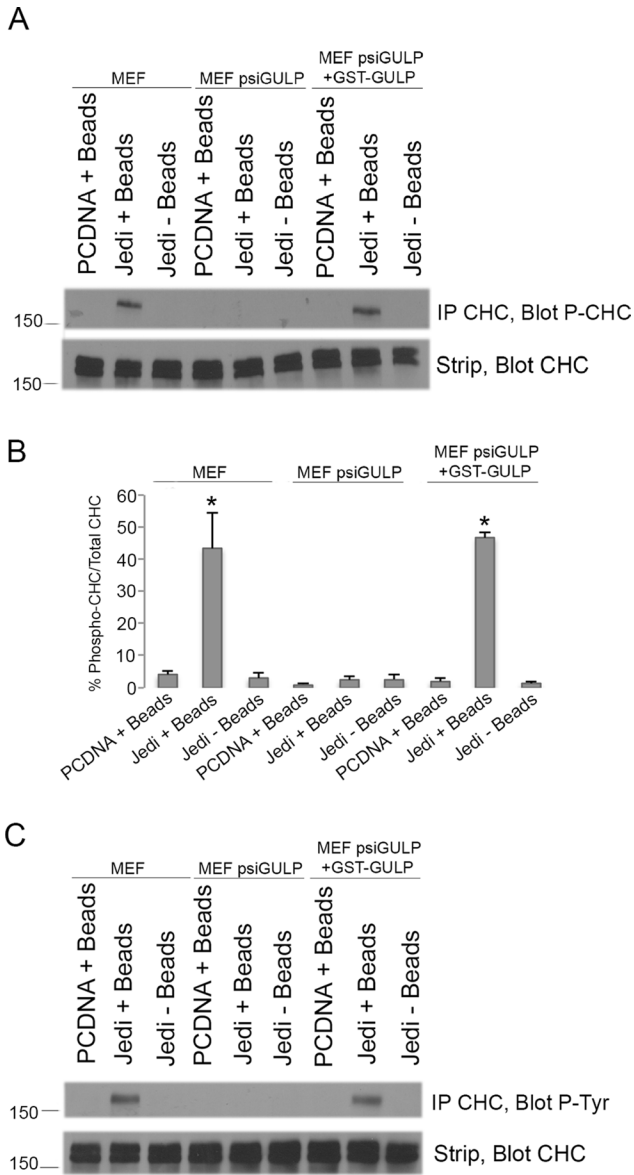 A
MEF
MEF psiGULP
MEF psiGULP
+GST-GULP
PCDNA + Beads
Jedi + Beads
Jedi - Beads
PCDNA + Beads
Jedi + Beads
Jedi - Beads
PCDNA + Beads
Jedi + Beads
Jedi - Beads
150
IP CHC, Blot P-CHC
150
Strip, Blot CHC
B
MEF
MEF psiGULP
MEF psiGULP
+GST-GULP
% Phospho-CHC/Total CHC
60
50
40
30
20
10
0
*
*
PCDNA + Beads
Jedi + Beads
Jedi - Beads
PCDNA + Beads
Jedi + Beads
Jedi - Beads
PCDNA + Beads
Jedi + Beads
Jedi - Beads
C
MEF
MEF psiGULP
MEF psiGULP
+GST-GULP
PCDNA + Beads
Jedi + Beads
Jedi - Beads
PCDNA + Beads
Jedi + Beads
Jedi - Beads
PCDNA + Beads
Jedi + Beads
Jedi - Beads
150
IP CHC, Blot P-Tyr
150
Strip, Blot CHC